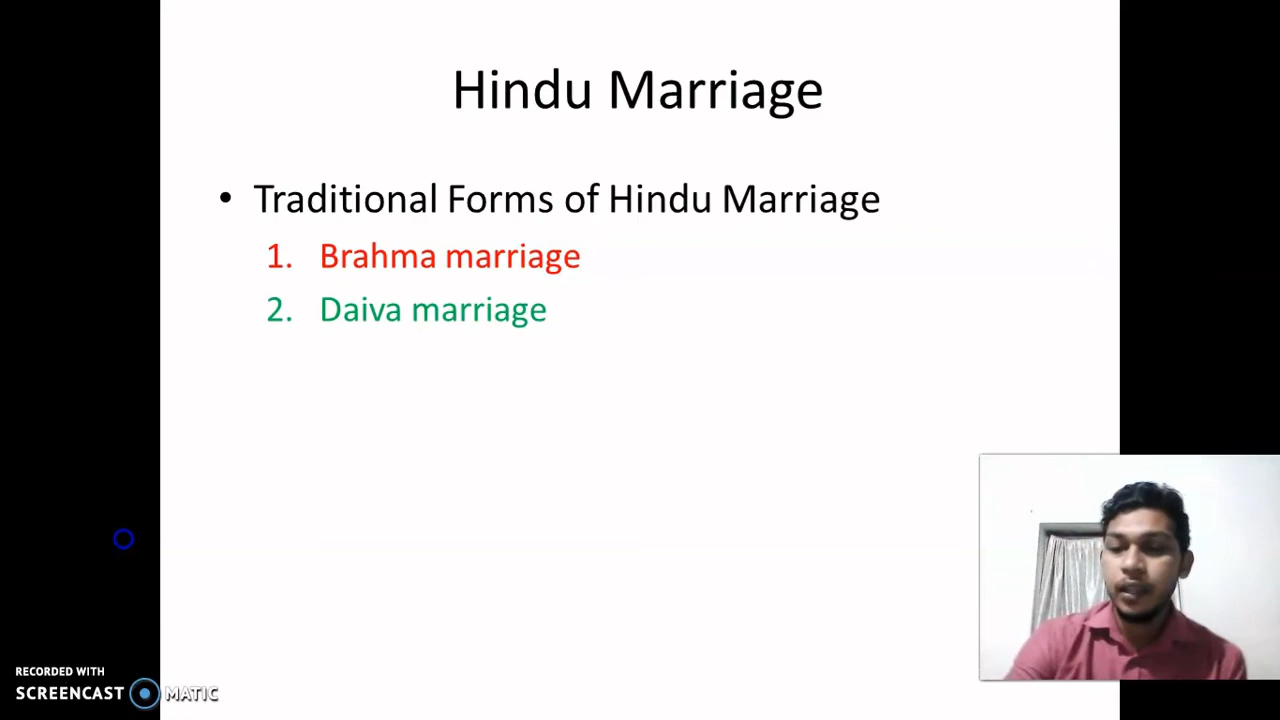 Hindu Marriage
• Traditional Forms of Hindu Marriage
1. Brahma marriage
2. Daiva marriage
RECORDED WITH
SCREENCAST MATIC